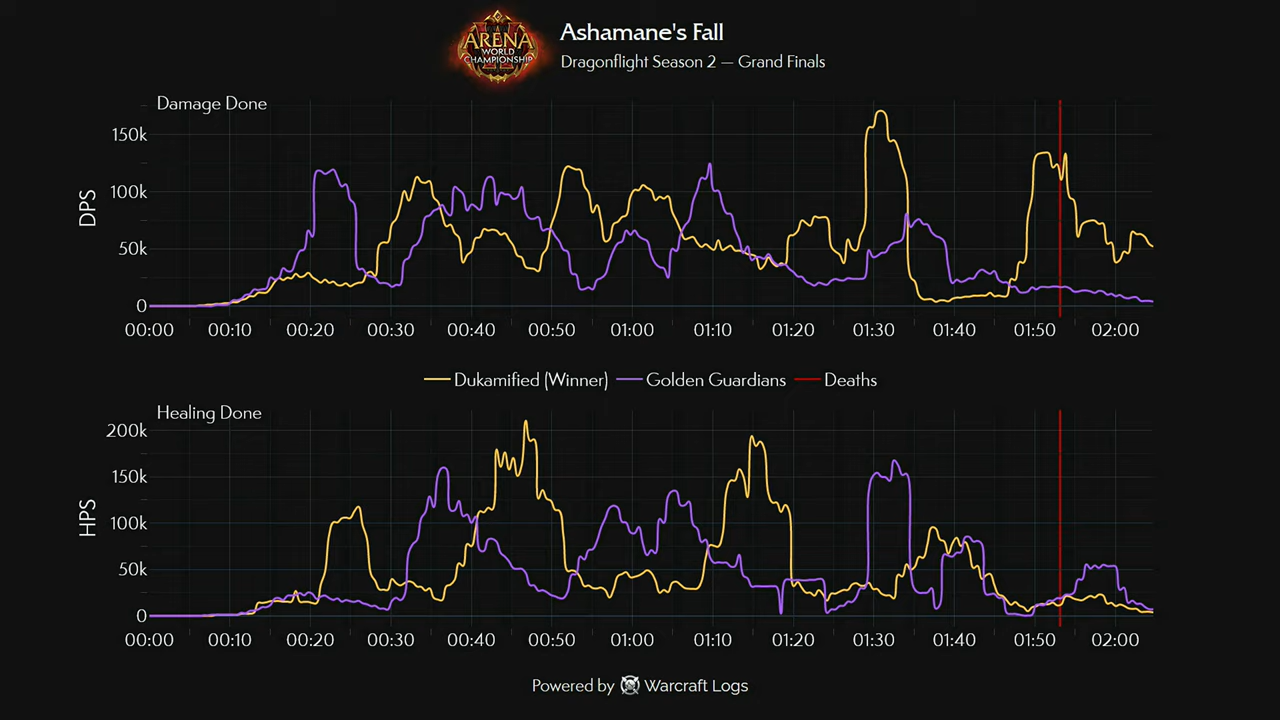 ARENA
WORLD
CHAMPIONSHIP
Ashamane's Fall
Dragonflight Season 2 — Grand Finals
Damage Done
DPS
150k
100k
50k
0
00:00 00:10 00:20 00:30 00:40 00:50 01:00 01:10 01:20 01:30 01:40 01:50 02:00
Dukamified (Winner) Golden Guardians Deaths
Healing Done
HPS
200k
150k
100k
50k
0
00:00 00:10 00:20 00:30 00:40 00:50 01:00 01:10 01:20 01:30 01:40 01:50 02:00
Powered by Warcraft Logs